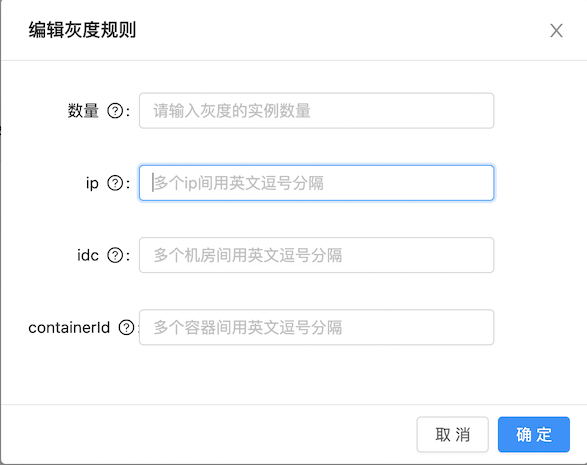 编辑灰度规则
数量 ?: 请输入灰度的实例数量
ip ?: 多个ip间用英文逗号分隔
idc ?: 多个机房间用英文逗号分隔
containerId ?: 多个容器间用英文逗号分隔
取 消 确 定